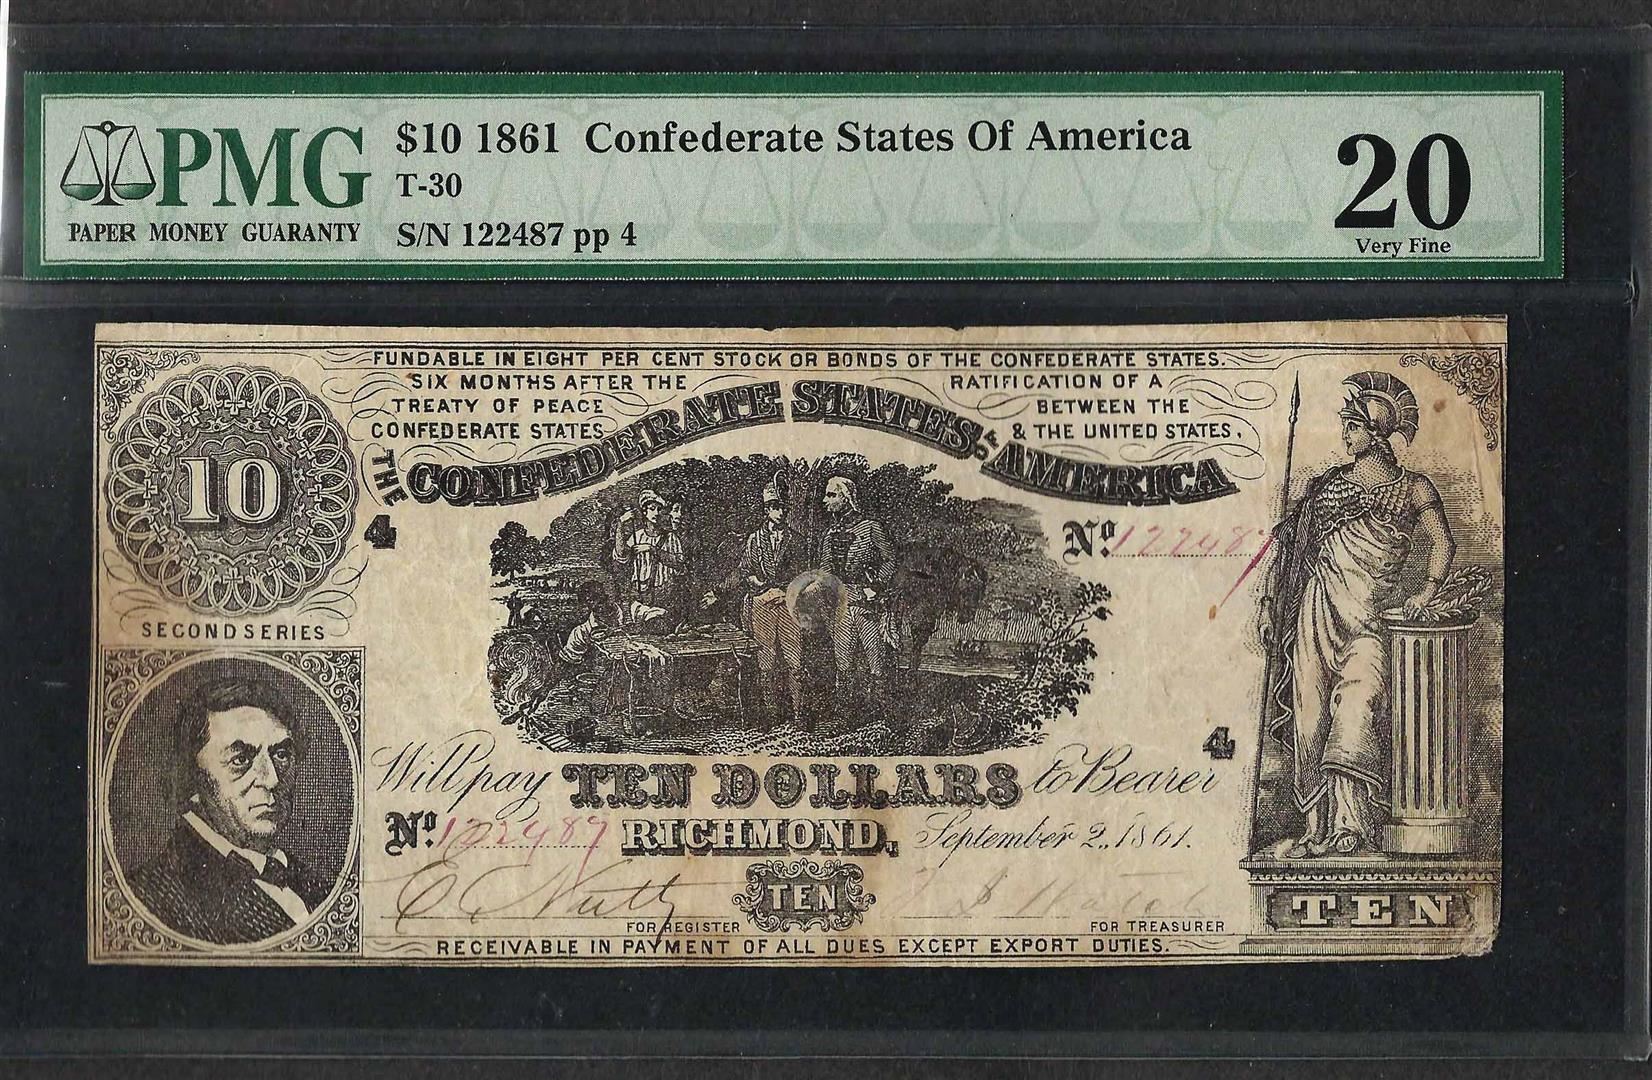 PMG
PAPER MONEY GUARANTY
$10 1861 Confederate States Of America
T-30
S/N 122487 pp 4
20
Very Fine
FUNDABLE IN EIGHT PER CENT STOCK OR BONDS OF THE CONFEDERATE STATES.
SIX MONTHS AFTER THE RATIFICATION OF A
TREATY OF PEACE BETWEEN THE
CONFEDERATE STATES & THE UNITED STATES.
THE CONFEDERATE STATES OF AMERICA
10
4
No. 122487
SECOND SERIES
4
Will pay TEN DOLLARS to Bearer
No. 122487 RICHMOND, September 2, 1861.
TEN
FOR REGISTER
FOR TREASURER
TEN
RECEIVABLE IN PAYMENT OF ALL DUES EXCEPT EXPORT DUTIES.